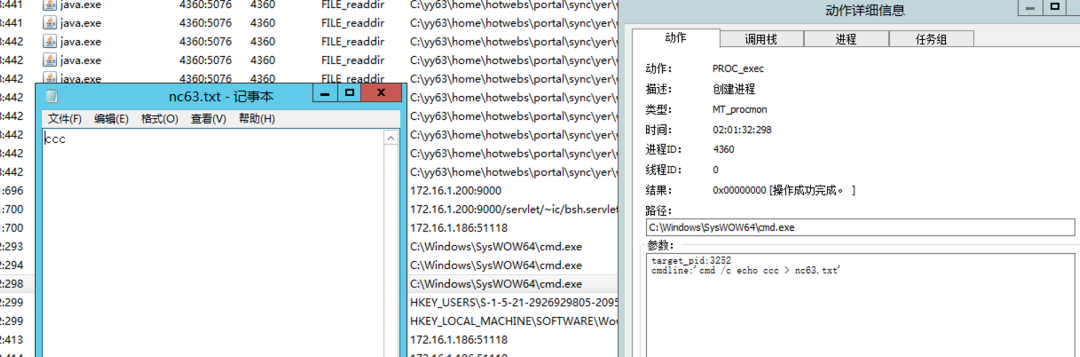 :441 java.exe 4360:5076 4360 FILE_readdir C:\yy63\home\hotwebs\portal\sync\yer\
:441 java.exe 4360:5076 4360 FILE_readdir C:\yy63\home\hotwebs\portal\sync\yer\
:442 java.exe 4360:5076 4360 FILE_readdir C:\yy63\home\hotwebs\portal\sync\yer\v
:442 java.exe 4360:5076 4360 FILE_readdir C:\yy63\home\hotwebs\portal\sync\yer\v
:442 java.exe 4360:5076 4360 FILE_readdir C:\yy63\home\hotwebs\portal\sync\yer\v
:442 C:\yy63\home\hotwebs\portal\sync\yer\v
:442 C:\yy63\home\hotwebs\portal\sync\yer\v
:442 C:\yy63\home\hotwebs\portal\sync\yer\v
:442 C:\yy63\home\hotwebs\portal\sync\yer\v
:442 C:\yy63\home\hotwebs\portal\sync\yer\v
:696 172.16.1.200:9000
:700 172.16.1.200:9000/servlet/~ic/bsh.servlet
:700 172.16.1.186:51118
:293 C:\Windows\SysWOW64\cmd.exe
:294 C:\Windows\SysWOW64\cmd.exe
:298 C:\Windows\SysWOW64\cmd.exe
:299 HKEY_USERS\S-1-5-21-2926929805-2095
:299 HKEY_LOCAL_MACHINE\SOFTWARE\Wow
:413 172.16.1.186:51118
:414 172.16.1.186:51118
nc63.txt - 记事本
文件(F) 编辑(E) 格式(O) 查看(V) 帮助(H)
ccc
动作详细信息
动作 调用栈 进程 任务组
动作: PROC_exec
描述: 创建进程
类型: MT_procmon
时间: 02:01:32:298
进程ID: 4360
线程ID: 0
结果: 0x00000000 [操作成功完成。 ]
路径:
C:\Windows\SysWOW64\cmd.exe
参数:
target_pid:3252
cmdline:'cmd /c echo ccc > nc63.txt'